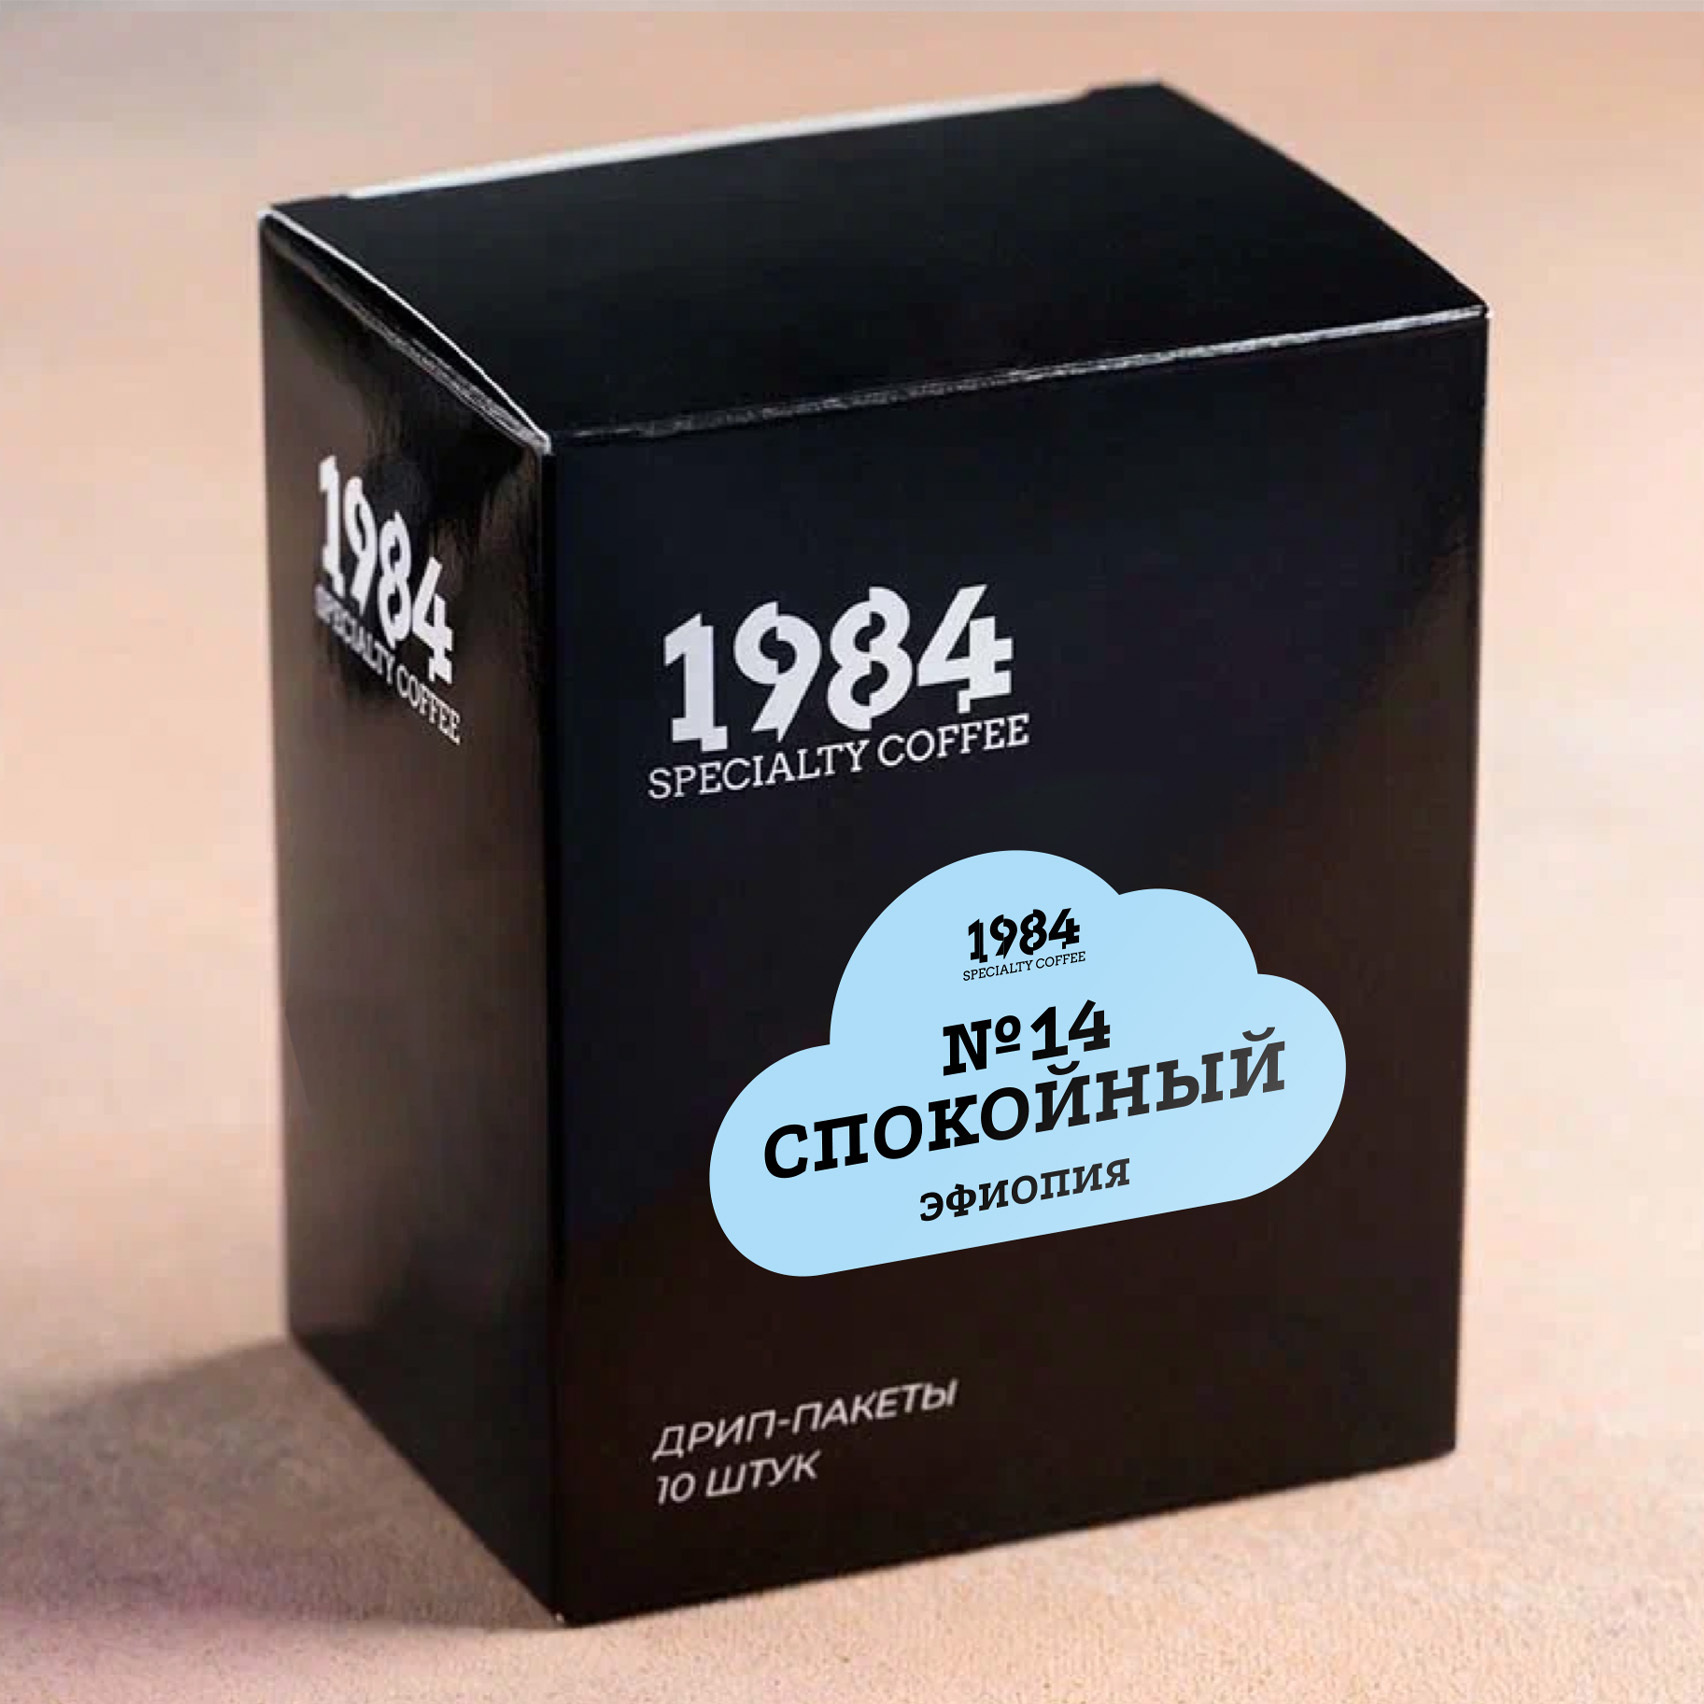 1984
SPECIALTY COFFEE
1984
SPECIALTY COFFEE
1984
SPECIALTY COFFEE
№14
СПОКОЙНЫЙ
ЭФИОПИЯ
ДРИП-ПАКЕТЫ
10 ШТУК